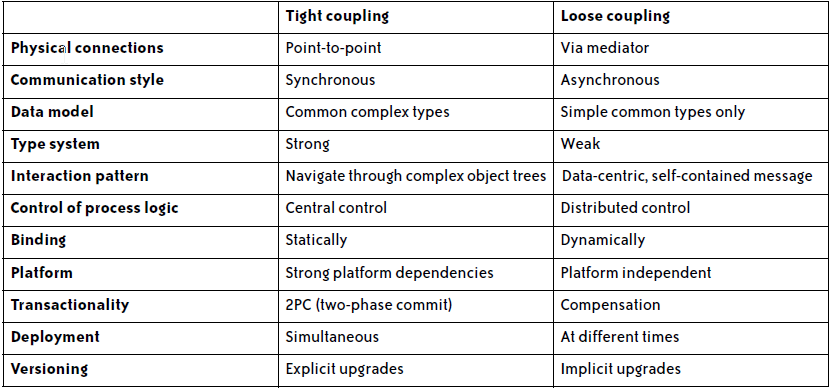 Tight coupling Loose coupling
Physical connections Point-to-point Via mediator
Communication style Synchronous Asynchronous
Data model Common complex types Simple common types only
Type system Strong Weak
Interaction pattern Navigate through complex object trees Data-centric, self-contained message
Control of process logic Central control Distributed control
Binding Statically Dynamically
Platform Strong platform dependencies Platform independent
Transactionality 2PC (two-phase commit) Compensation
Deployment Simultaneous At different times
Versioning Explicit upgrades Implicit upgrades